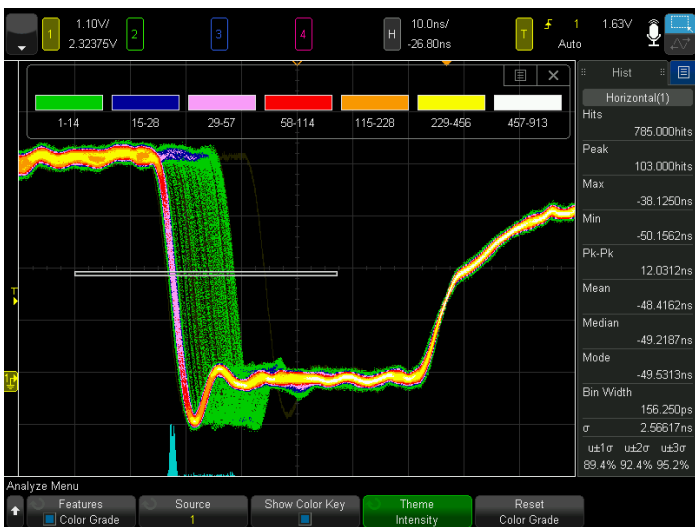 1 1.10V/ 2 3 4 H 10.0ns/ T 1 1.63V
2.32375V -26.80ns Auto
Hist
1-14 15-28 29-57 58-114 115-228 229-456 457-913
Horizontal(1)
Hits
785.000hits
Peak
103.000hits
Max
-38.1250ns
Min
-50.1562ns
Pk-Pk
12.0312ns
Mean
-48.4162ns
Median
-49.2187ns
Mode
-49.5313ns
Bin Width
156.250ps
σ
2.56617ns
u±1σ u±2σ u±3σ
89.4% 92.4% 95.2%
T
1
Analyze Menu
Features Source Show Color Key Theme Reset
Color Grade 1 Intensity Color Grade